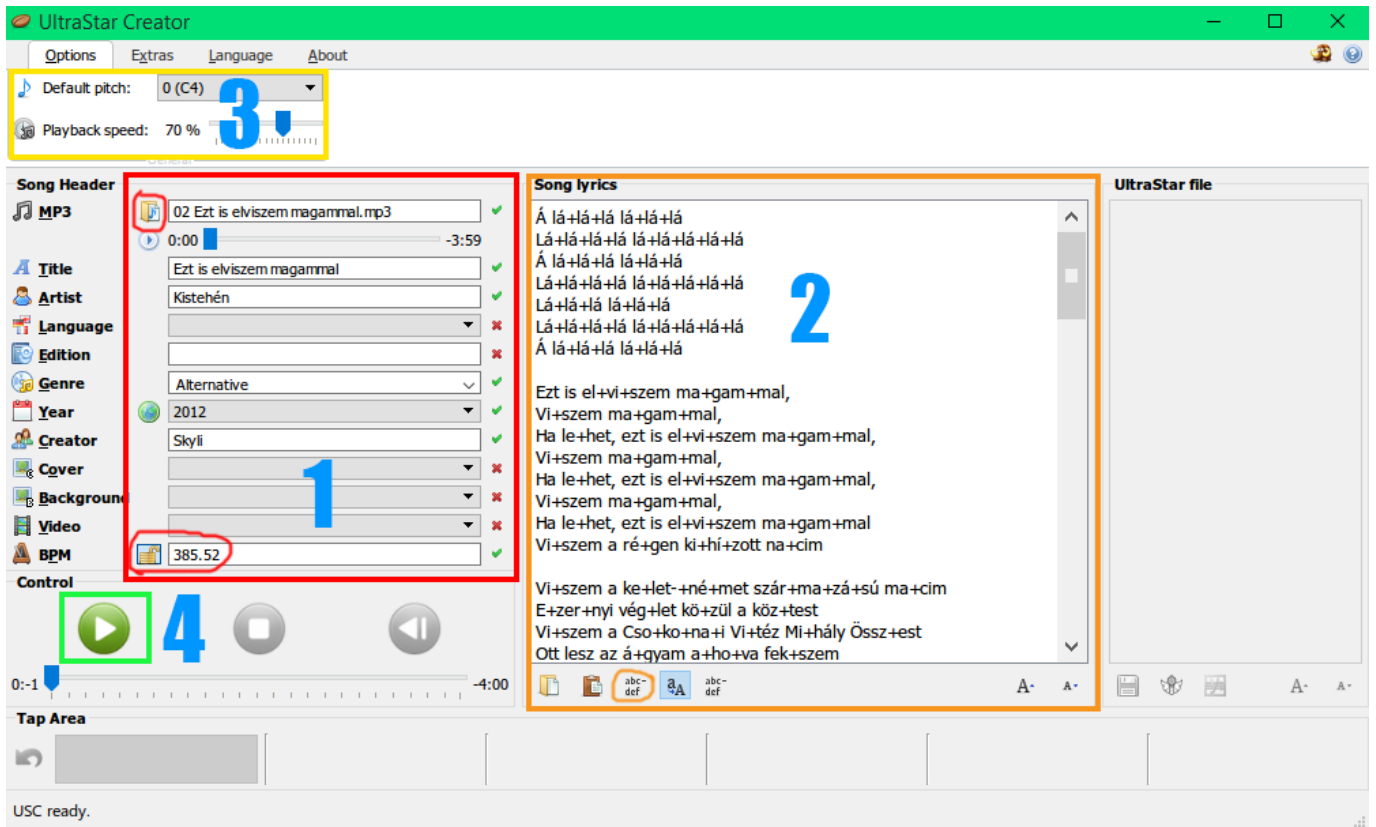 UltraStar Creator
Options Extras Language About
Default pitch: 0 (C4)
3
Playback speed: 70 %
General
Song Header
MP3 02 Ezt is elviszem magammal.mp3
0:00 -3:59
Title Ezt is elviszem magammal
Artist Kistehén
Language
Edition
Genre Alternative
Year 2012
Creator Skyli
Cover
Background
Video
BPM 385.52
1
Control
4
0:-1 -4:00
Song lyrics
Á lá+lá+lá lá+lá+lá
Lá+lá+lá+lá lá+lá+lá+lá+lá
Á lá+lá+lá lá+lá+lá
Lá+lá+lá+lá lá+lá+lá+lá+lá
Lá+lá+lá lá+lá+lá
Lá+lá+lá+lá lá+lá+lá+lá+lá
Á lá+lá+lá lá+lá+lá
2
Ezt is el+vi+szem ma+gam+mal,
Vi+szem ma+gam+mal,
Ha le+het, ezt is el+vi+szem ma+gam+mal,
Vi+szem ma+gam+mal,
Ha le+het, ezt is el+vi+szem ma+gam+mal,
Vi+szem ma+gam+mal,
Ha le+het, ezt is el+vi+szem ma+gam+mal
Vi+szem a ré+gen ki+hí+zott na+cim
Vi+szem a ke+let-+né+met szár+ma+zá+sú ma+cim
E+zer+nyi vég+let kö+zül a köz+test
Vi+szem a Cso+ko+na+i Vi+téz Mi+hály Össz+est
Ott lesz az á+gyam a+ho+va fek+szem
abc-
def
aA
abc-
def
A A
UltraStar file
A A
Tap Area
USC ready.